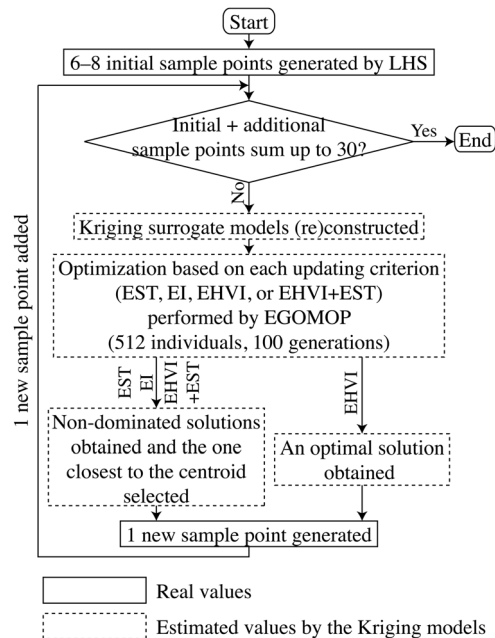 Start
6–8 initial sample points generated by LHS
Initial + additional
sample points sum up to 30?
Yes
End
No
Kriging surrogate models (re)constructed
Optimization based on each updating criterion
(EST, EI, EHVI, or EHVI+EST)
performed by EGOMOP
(512 individuals, 100 generations)
EST
EI
EHVI
+EST
EHVI
Non-dominated solutions
obtained and the one
closest to the centroid
selected
An optimal solution
obtained
1 new sample point generated
1 new sample point added
Real values
Estimated values by the Kriging models